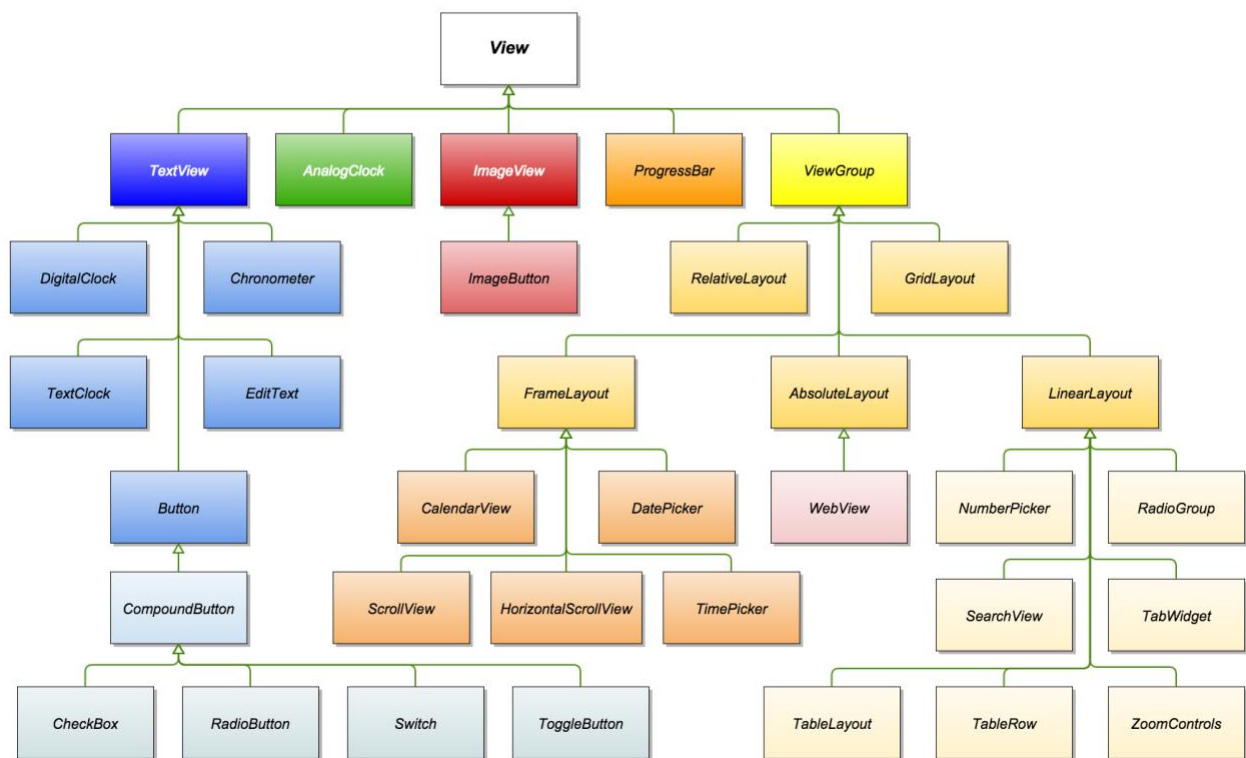 View
TextView
AnalogClock
ImageView
ProgressBar
ViewGroup
DigitalClock
Chronometer
ImageButton
RelativeLayout
GridLayout
TextClock
EditText
FrameLayout
AbsoluteLayout
LinearLayout
Button
CalendarView
DatePicker
WebView
NumberPicker
RadioGroup
CompoundButton
ScrollView
HorizontalScrollView
TimePicker
SearchView
TabWidget
CheckBox
RadioButton
Switch
ToggleButton
TableLayout
TableRow
ZoomControls